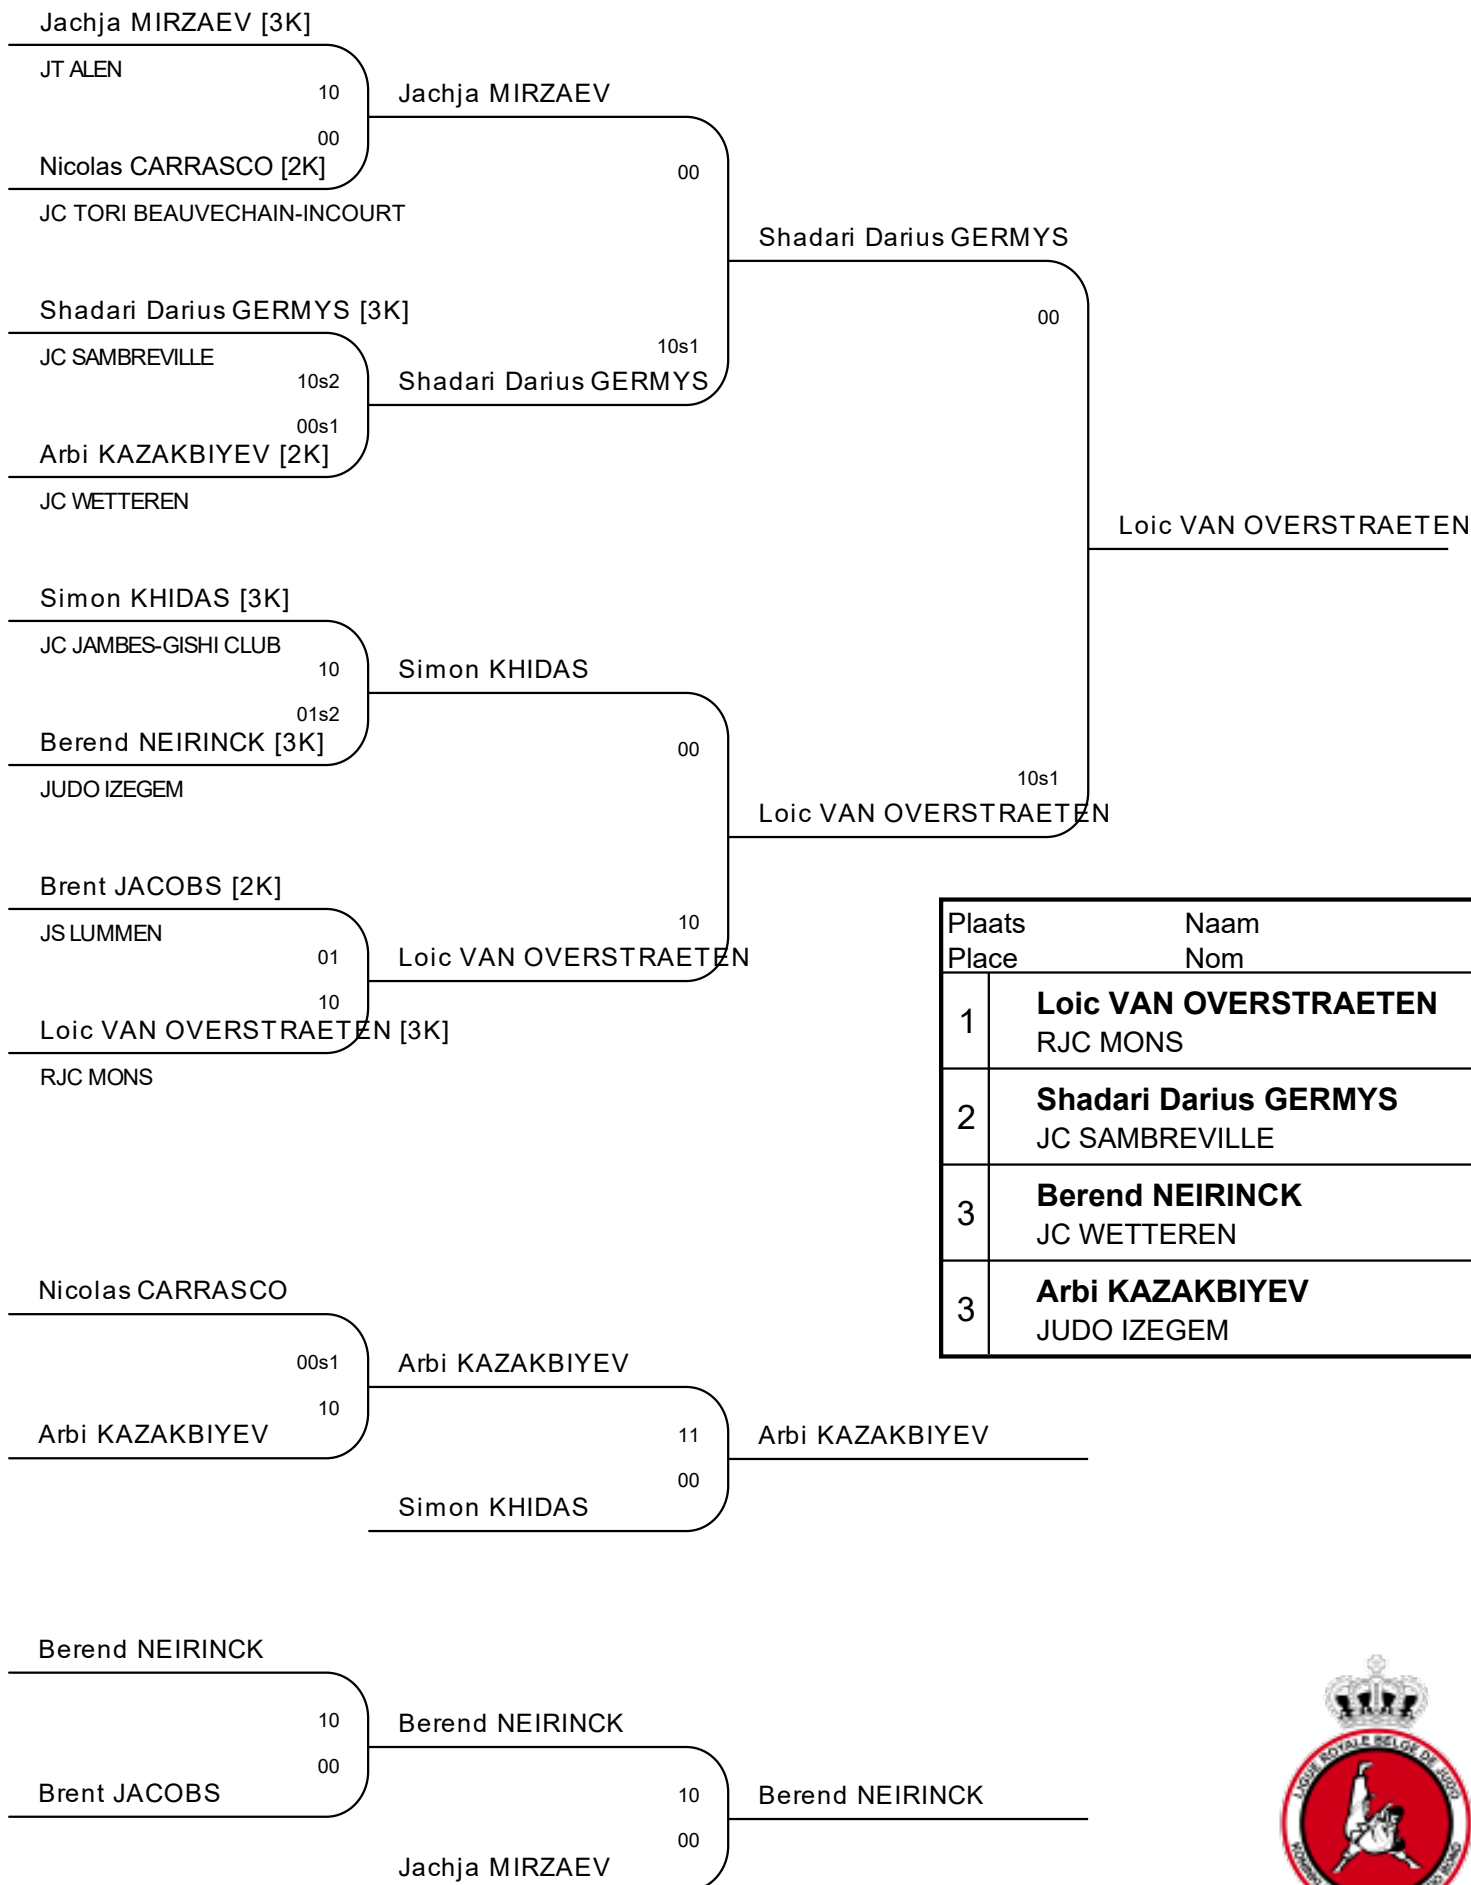 Jachja MIRZAEV [3K]
JT ALEN
10
Jachja MIRZAEV
00
Nicolas CARRASCO [2K]
00
JC TORI BEAUVECHAIN-INCOURT
Shadari Darius GERMYS
Shadari Darius GERMYS [3K]
00
JC SAMBREVILLE
10s1
10s2
Shadari Darius GERMYS
00s1
Arbi KAZAKBIYEV [2K]
JC WETTEREN
Loic VAN OVERSTRAETEN
Simon KHIDAS [3K]
JC JAMBES-GISHI CLUB
10
Simon KHIDAS
01s2
Berend NEIRINCK [3K]
00
JUDO IZEGEM
10s1
Loic VAN OVERSTRAETEN
Brent JACOBS [2K]
JS LUMMEN
10
01
Loic VAN OVERSTRAETEN
10
Loic VAN OVERSTRAETEN [3K]
RJC MONS
Plaats Naam
Place Nom
1 Loic VAN OVERSTRAETEN
RJC MONS
2 Shadari Darius GERMYS
JC SAMBREVILLE
3 Berend NEIRINCK
JC WETTEREN
3 Arbi KAZAKBIYEV
JUDO IZEGEM
Nicolas CARRASCO
00s1
Arbi KAZAKBIYEV
10
Arbi KAZAKBIYEV
11
Arbi KAZAKBIYEV
00
Simon KHIDAS
Berend NEIRINCK
10
Berend NEIRINCK
00
Brent JACOBS
10
Berend NEIRINCK
00
Jachja MIRZAEV
LIGUE ROYALE BELGE DE JUDO